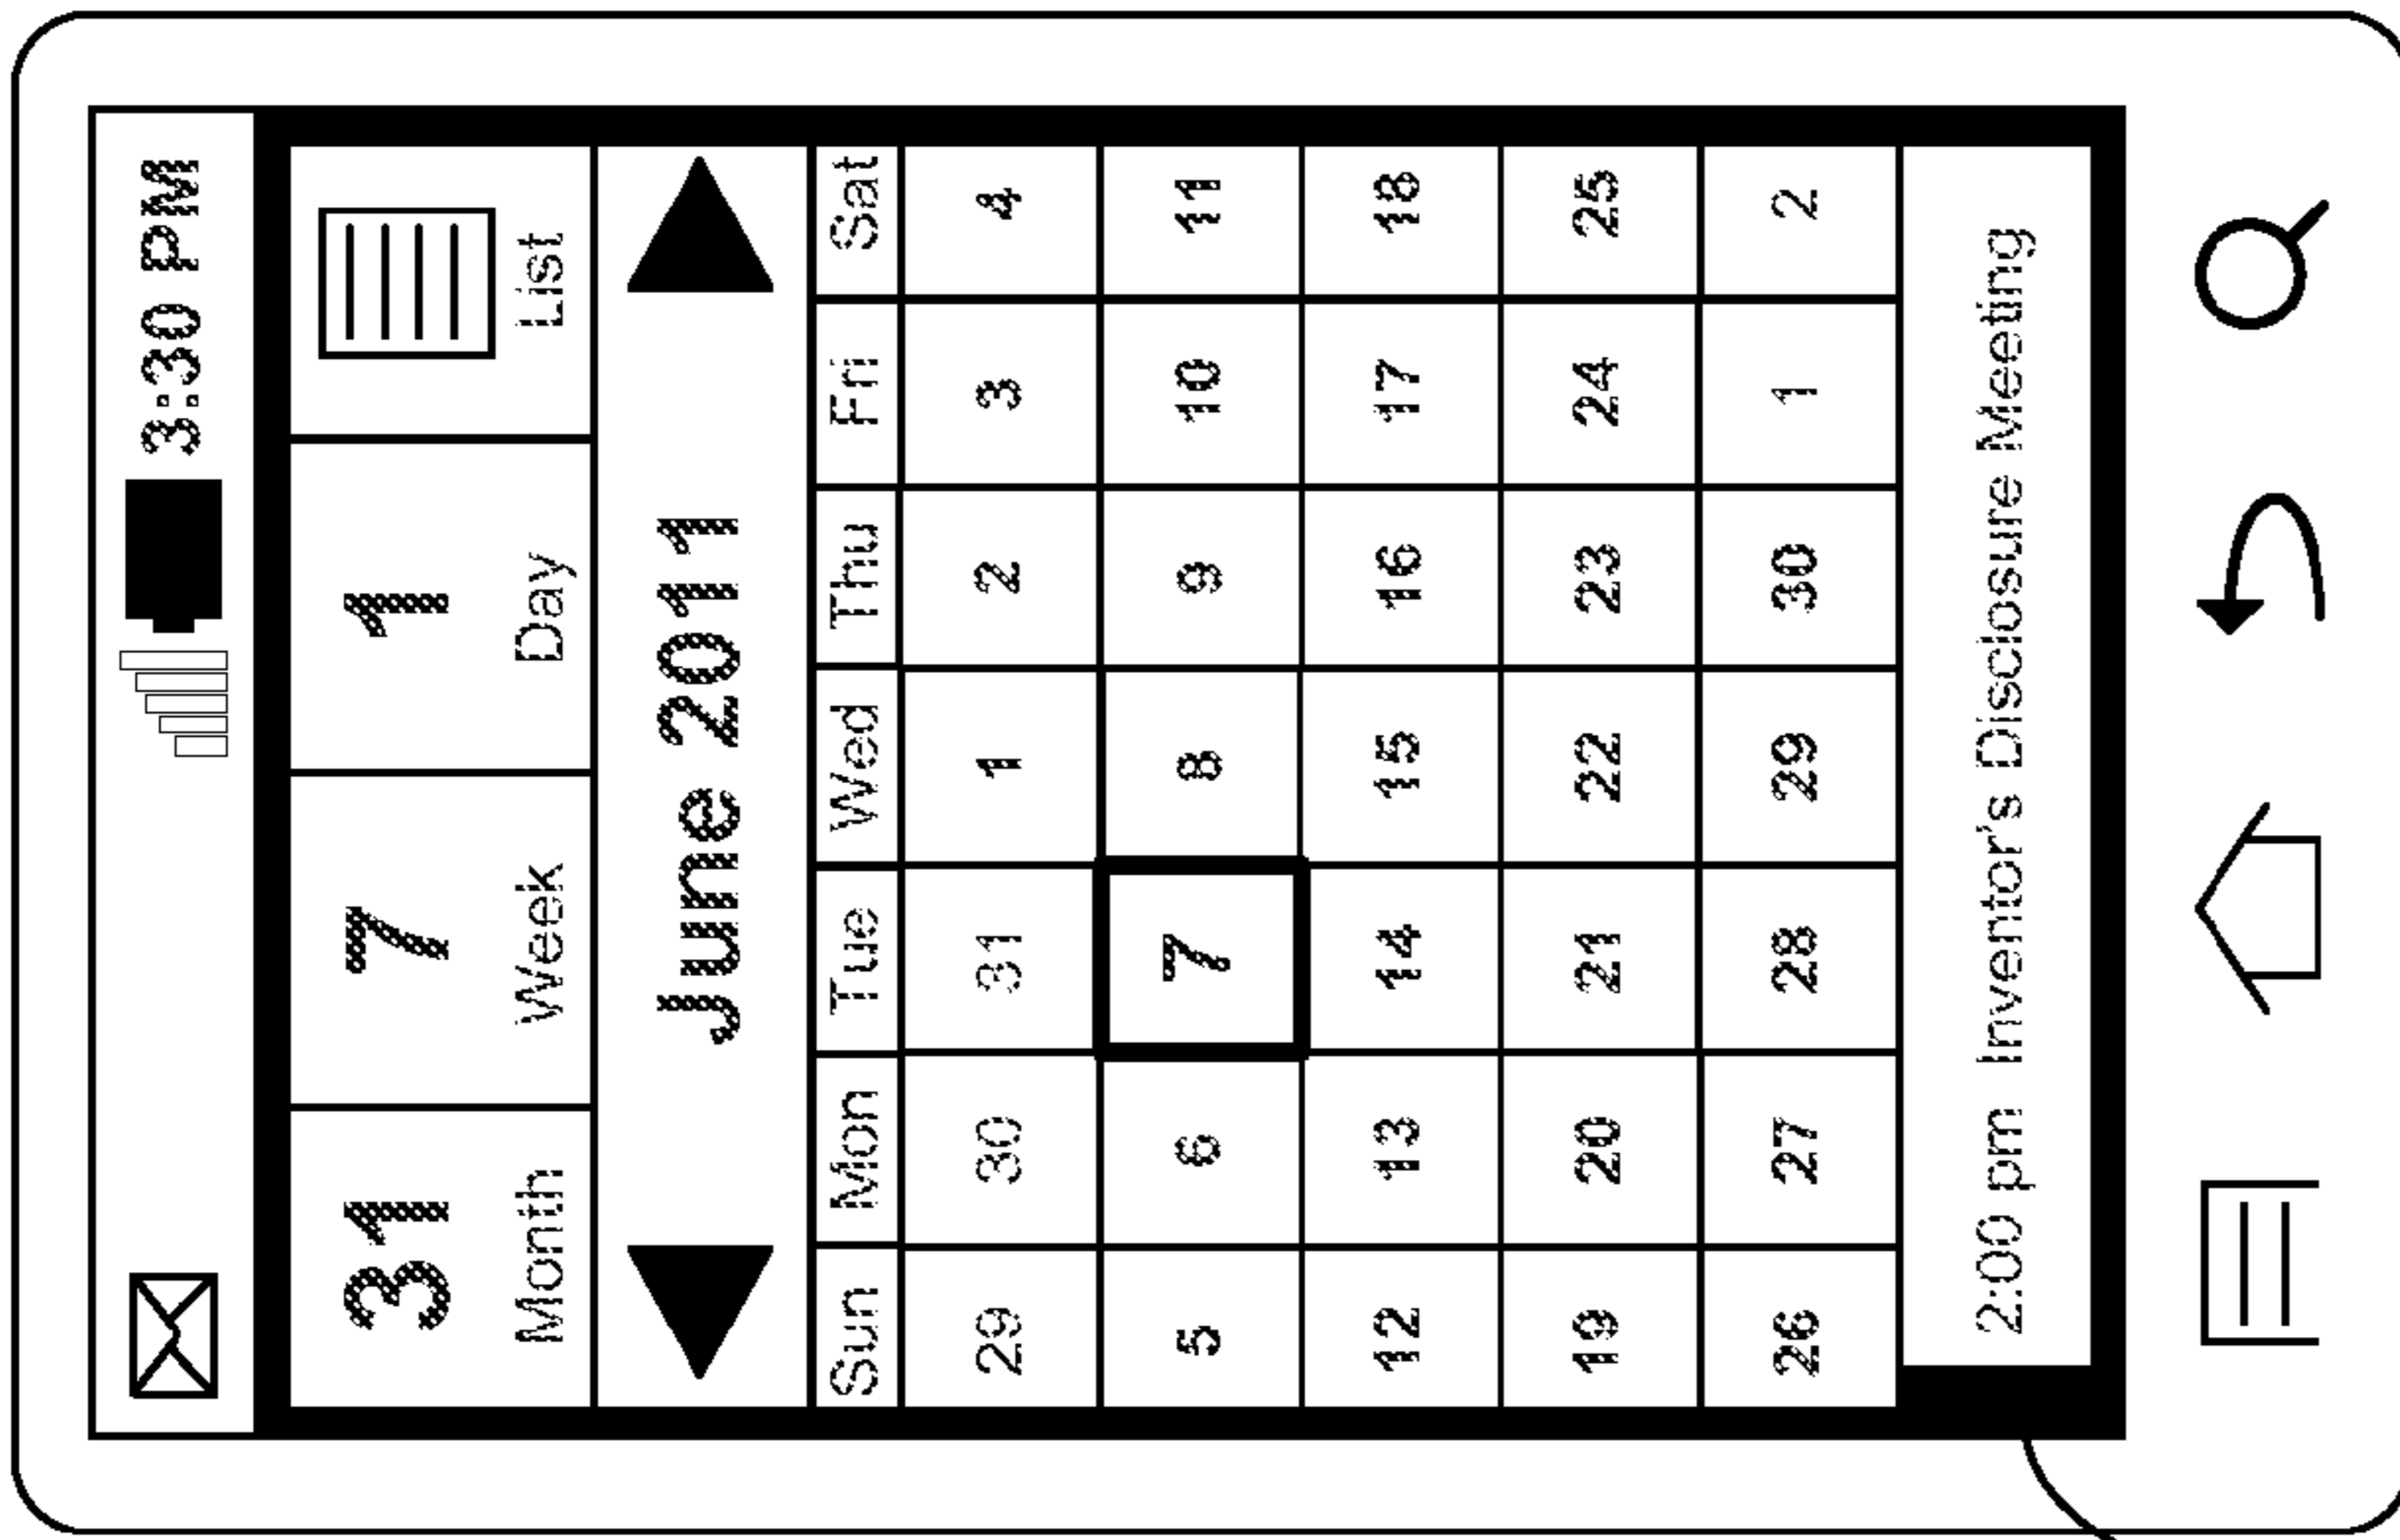 3:30 PM
31 7 1
Month Week Day List
June 2011
Sun Mon Tue Wed Thu Fri Sat
29 30 31 1 2 3 4
5 6 7 8 9 10 11
12 13 14 15 16 17 18
19 20 21 22 23 24 25
26 27 28 29 30 1 2
2:00 pm Inventor's Disclosure Meeting